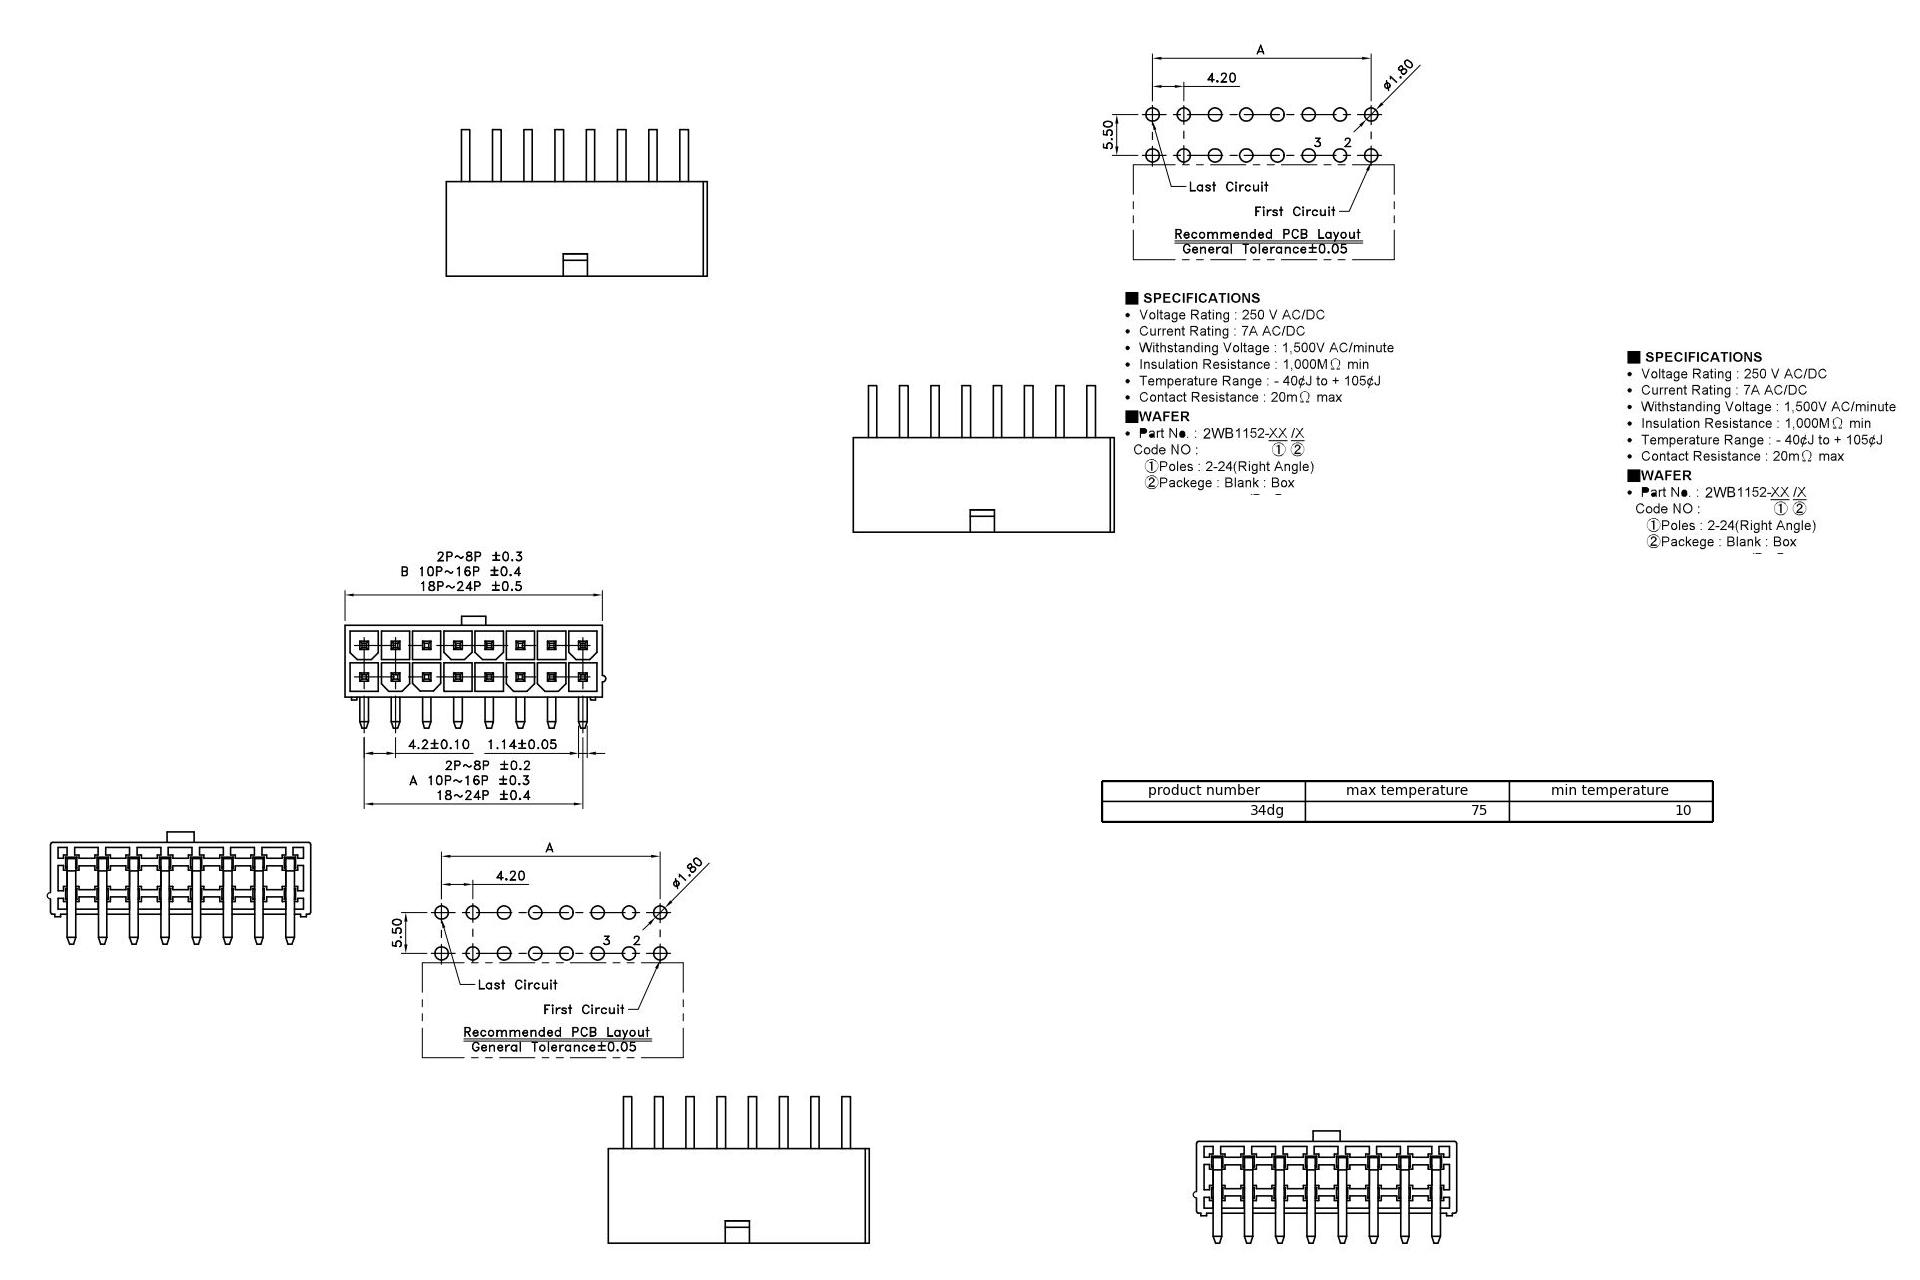 A
4.20
ø1.80
5.50
3 2
Last Circuit
First Circuit
Recommended PCB Layout
General Tolerance±0.05
■ SPECIFICATIONS
• Voltage Rating : 250 V AC/DC
• Current Rating : 7A AC/DC
• Withstanding Voltage : 1,500V AC/minute
• Insulation Resistance : 1,000MΩ min
• Temperature Range : - 40¢J to + 105¢J
• Contact Resistance : 20mΩ max
■WAFER
• Part No. : 2WB1152-XX /X
Code NO : ① ②
①Poles : 2-24(Right Angle)
②Packege : Blank : Box
■ SPECIFICATIONS
• Voltage Rating : 250 V AC/DC
• Current Rating : 7A AC/DC
• Withstanding Voltage : 1,500V AC/minute
• Insulation Resistance : 1,000MΩ min
• Temperature Range : - 40¢J to + 105¢J
• Contact Resistance : 20mΩ max
■WAFER
• Part No. : 2WB1152-XX /X
Code NO : ① ②
①Poles : 2-24(Right Angle)
②Packege : Blank : Box
2P~8P ±0.3
B 10P~16P ±0.4
18P~24P ±0.5
4.2±0.10 1.14±0.05
2P~8P ±0.2
A 10P~16P ±0.3
18~24P ±0.4
product number max temperature min temperature
34dg 75 10
A
4.20
ø1.80
5.50
3 2
Last Circuit
First Circuit
Recommended PCB Layout
General Tolerance±0.05